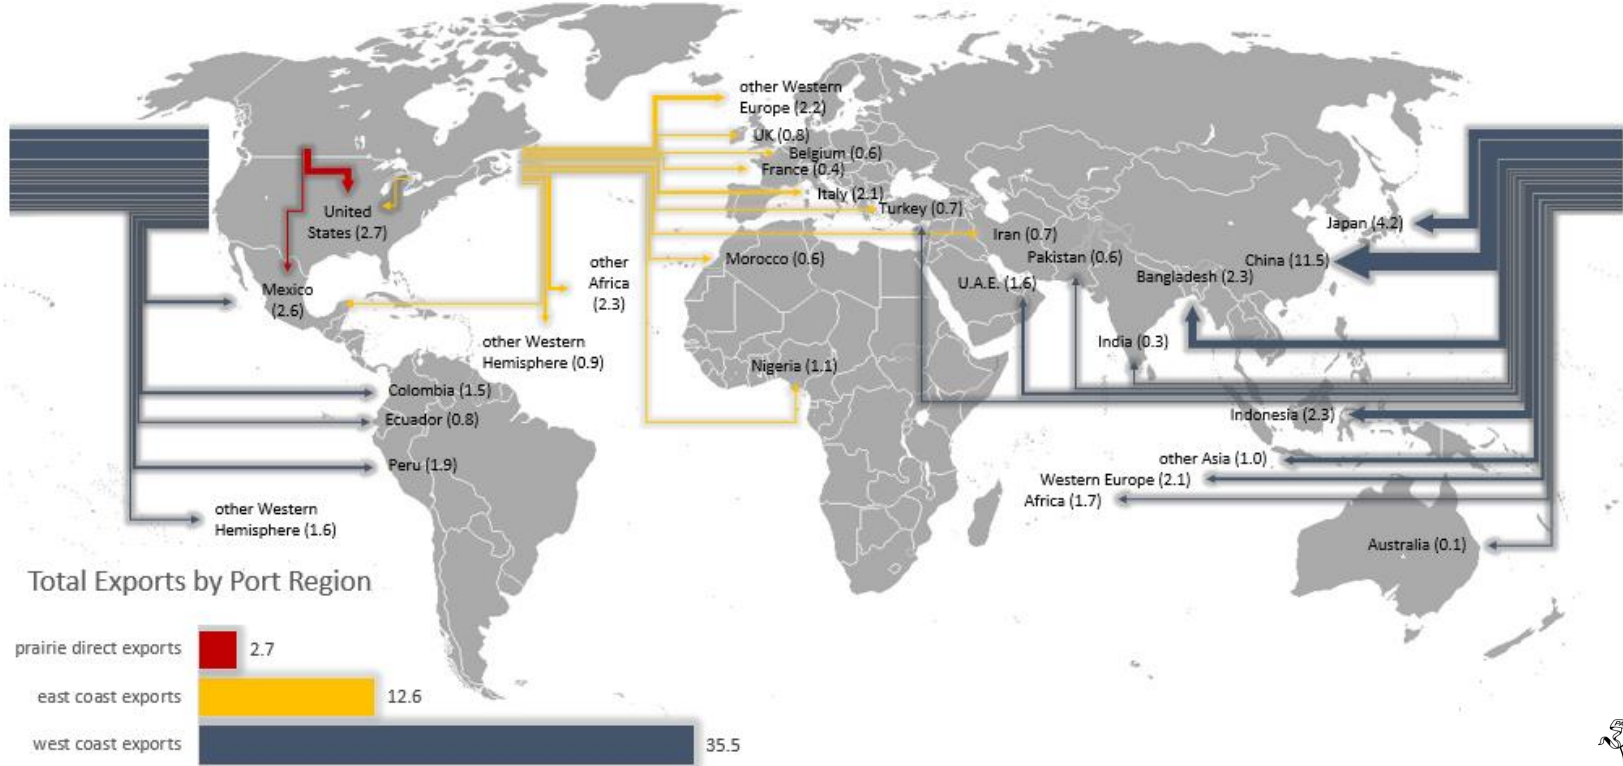 other Western
Europe (2.2)
UK (0.8)
Belgium (0.6)
France (0.4)
Italy (2.1)
Turkey (0.7)
United
States (2.7)
Japan (4.2)
Iran (0.7)
Morocco (0.6)
Pakistan (0.6)
China (11.5)
other
Africa
(2.3)
Bangladesh (2.3)
U.A.E. (1.6)
Mexico
(2.6)
other Western
Hemisphere (0.9)
India (0.3)
Nigeria (1.1)
Colombia (1.5)
Ecuador (0.8)
Indonesia (2.3)
Peru (1.9)
other Asia (1.0)
Western Europe (2.1)
Africa (1.7)
other Western
Hemisphere (1.6)
Australia (0.1)
Total Exports by Port Region
prairie direct exports 2.7
east coast exports 12.6
west coast exports 35.5